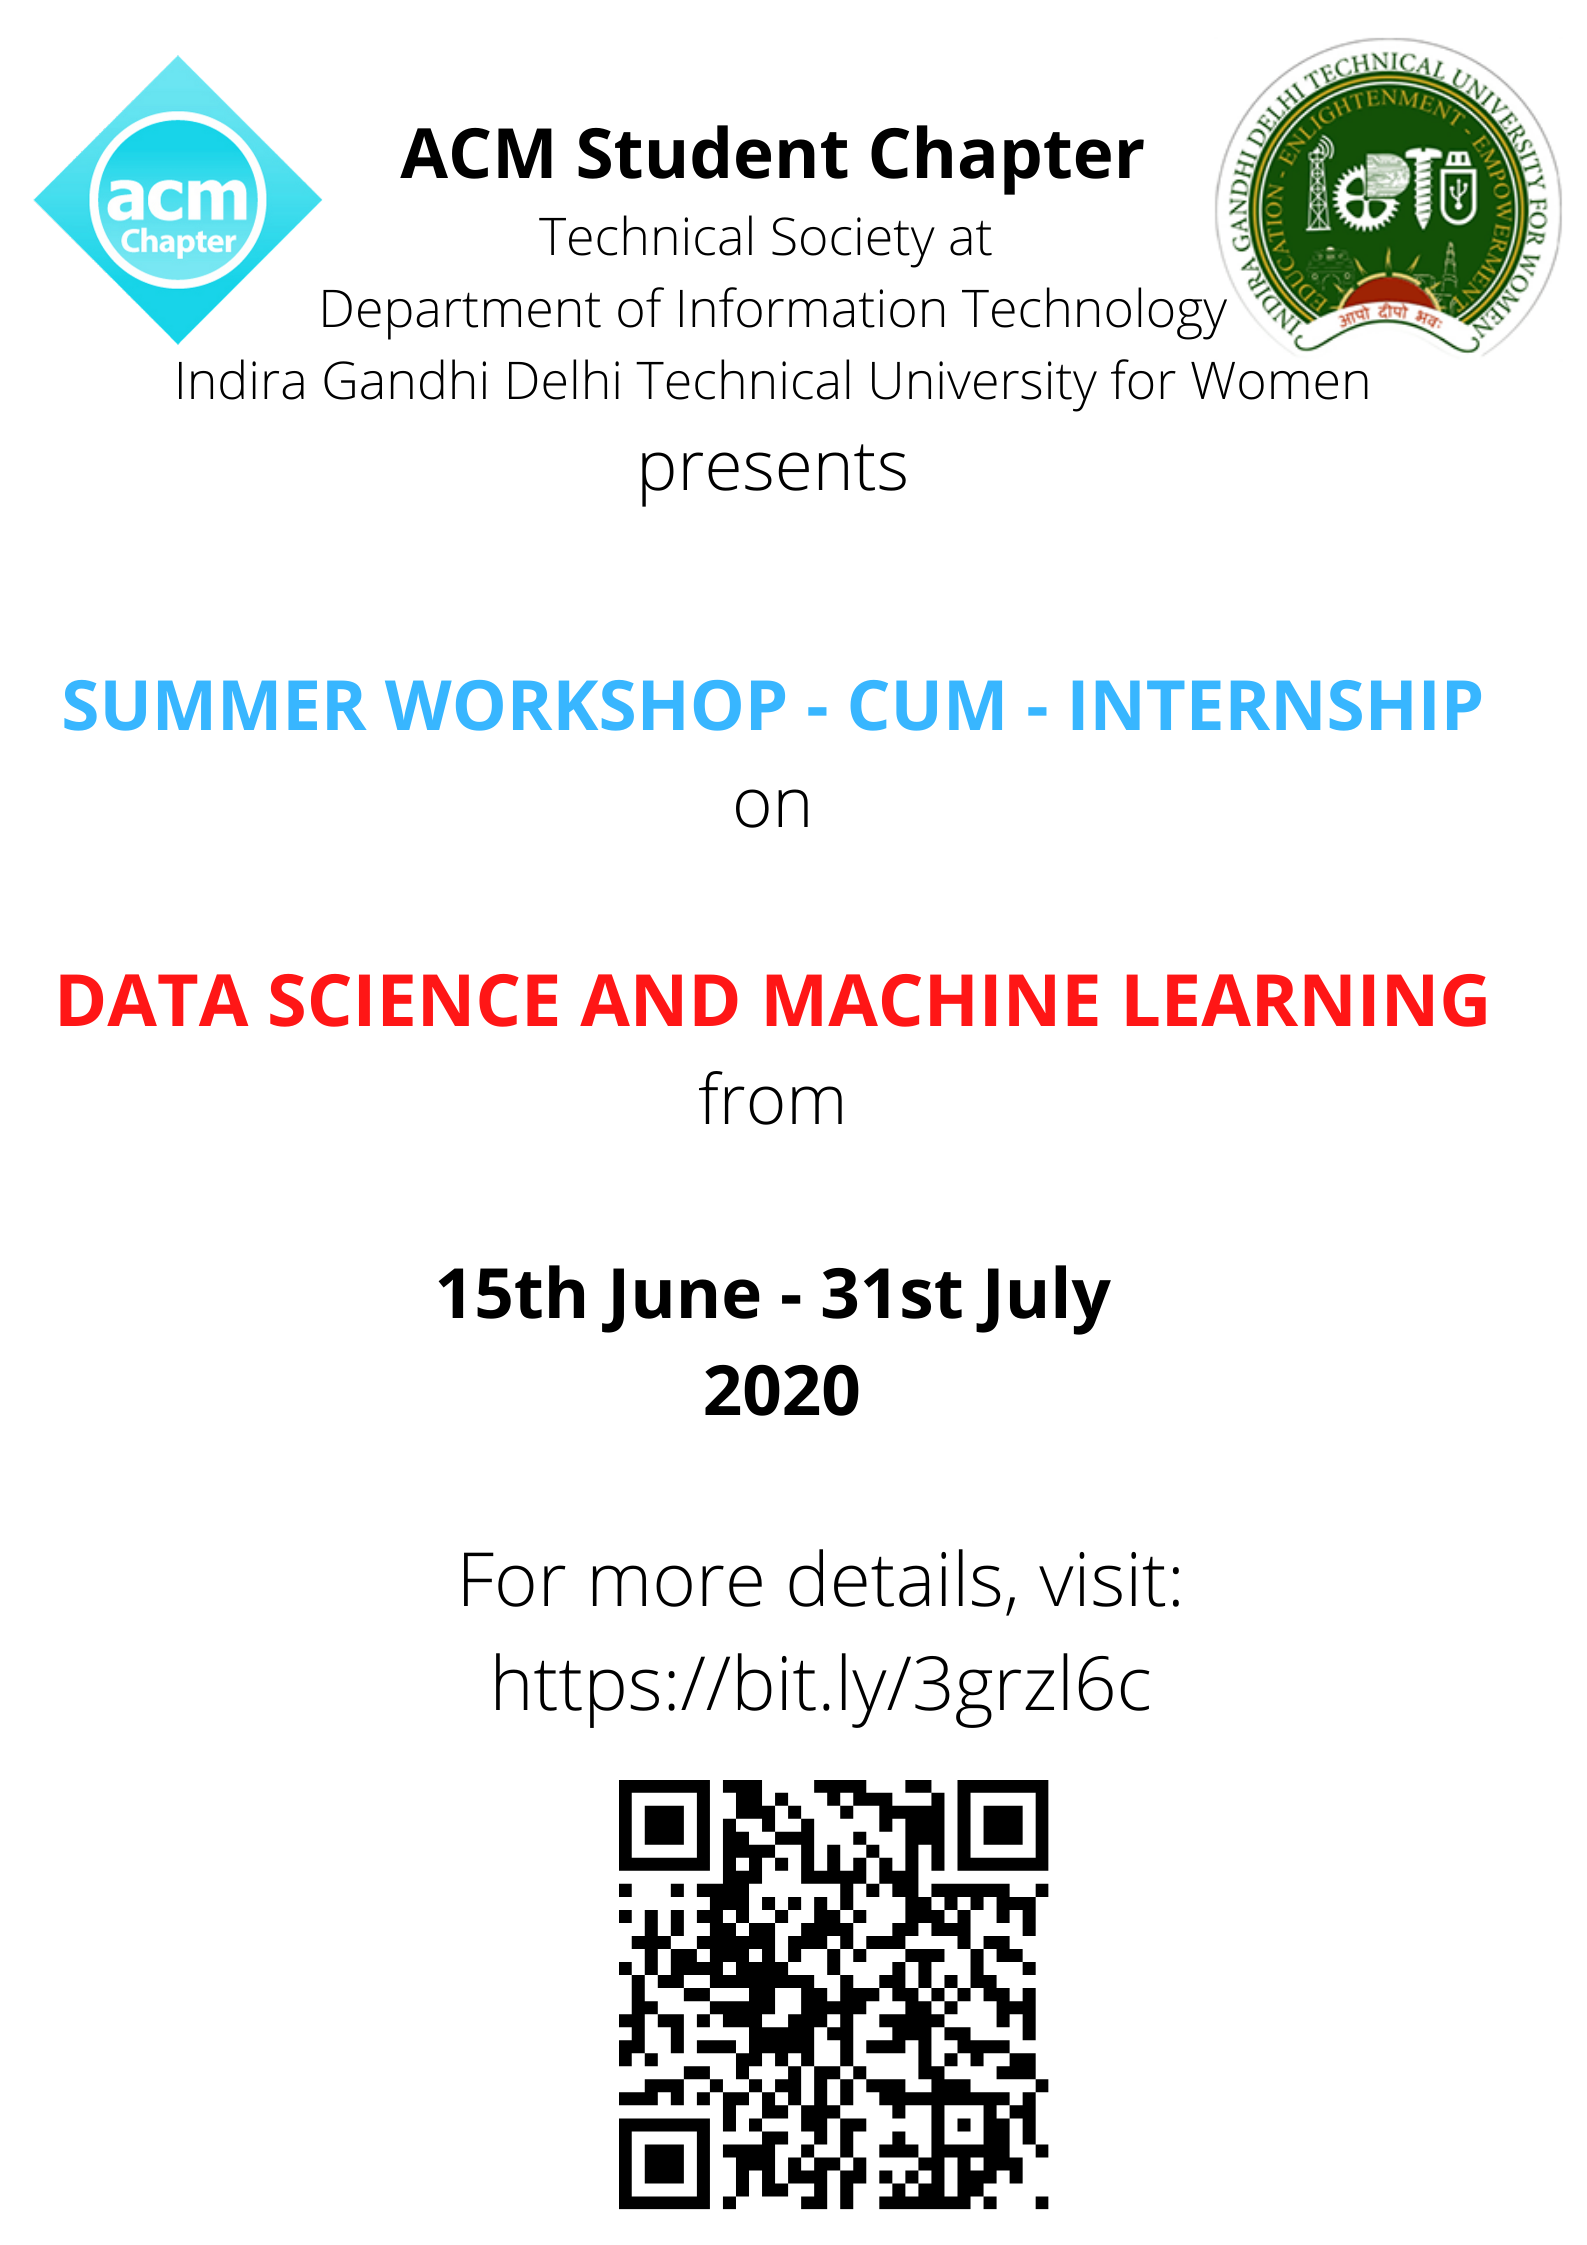 acm
Chapter
INDIRA GANDHI DELHI TECHNICAL UNIVERSITY FOR WOMEN
EDUCATION - ENLIGHTENMENT - EMPOWERMENT
आपो दीपो भवः
ACM Student Chapter
Technical Society at
Department of Information Technology
Indira Gandhi Delhi Technical University for Women
presents
SUMMER WORKSHOP - CUM - INTERNSHIP
on
DATA SCIENCE AND MACHINE LEARNING
from
15th June - 31st July
2020
For more details, visit:
https://bit.ly/3grzl6c